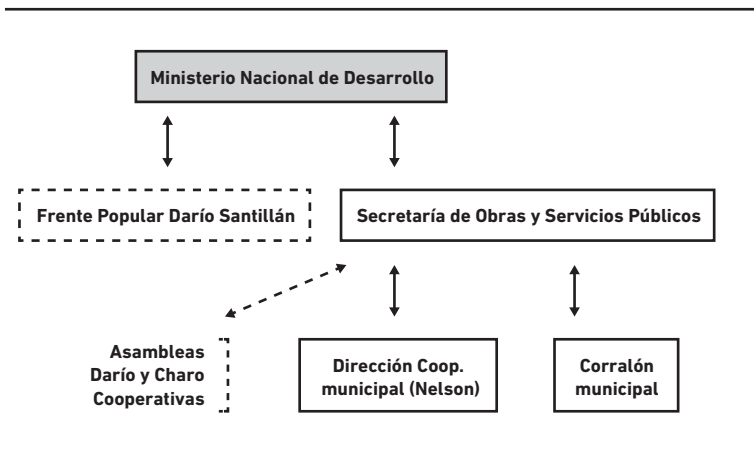 Ministerio Nacional de Desarrollo
Frente Popular Darío Santillán
Secretaría de Obras y Servicios Públicos
Asambleas
Darío y Charo
Cooperativas
Dirección Coop.
municipal (Nelson)
Corralón
municipal